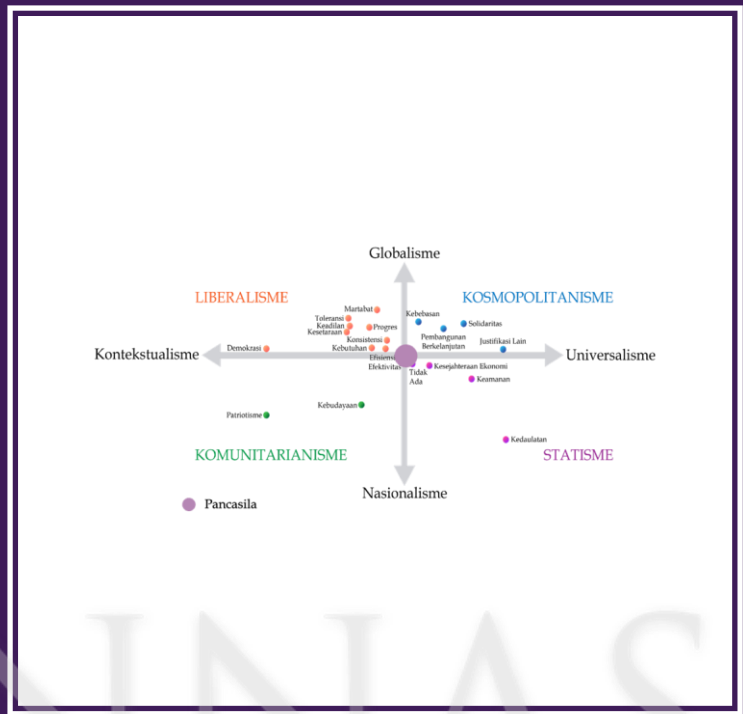 Globalisme
LIBERALISME
KOSMOPOLITANISME
Martabat
Toleransi
Keadilan
Kesetaraan
Progres
Konsistensi
Kebutuhan
Efisiensi
Efektivitas
Demokrasi
Kebebasan
Solidaritas
Pembangunan
Berkelanjutan
Justifikasi Lain
Kontekstualisme
Universalisme
Tidak
Ada
Kesejahteraan Ekonomi
Keamanan
Kebudayaan
Patriotisme
Kedaulatan
KOMUNITARIANISME
STATISME
Nasionalisme
Pancasila